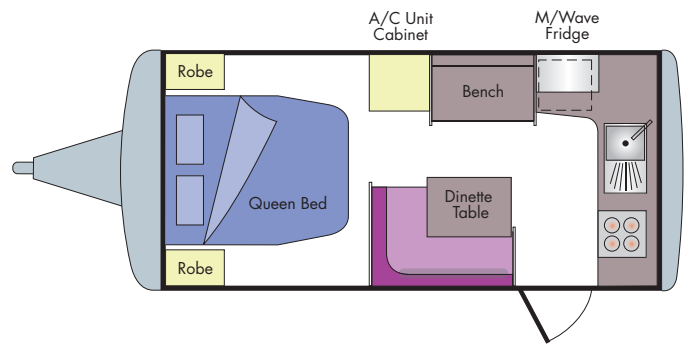 A/C Unit
Cabinet
M/Wave
Fridge
Robe
Bench
Queen Bed
Dinette
Table
Robe